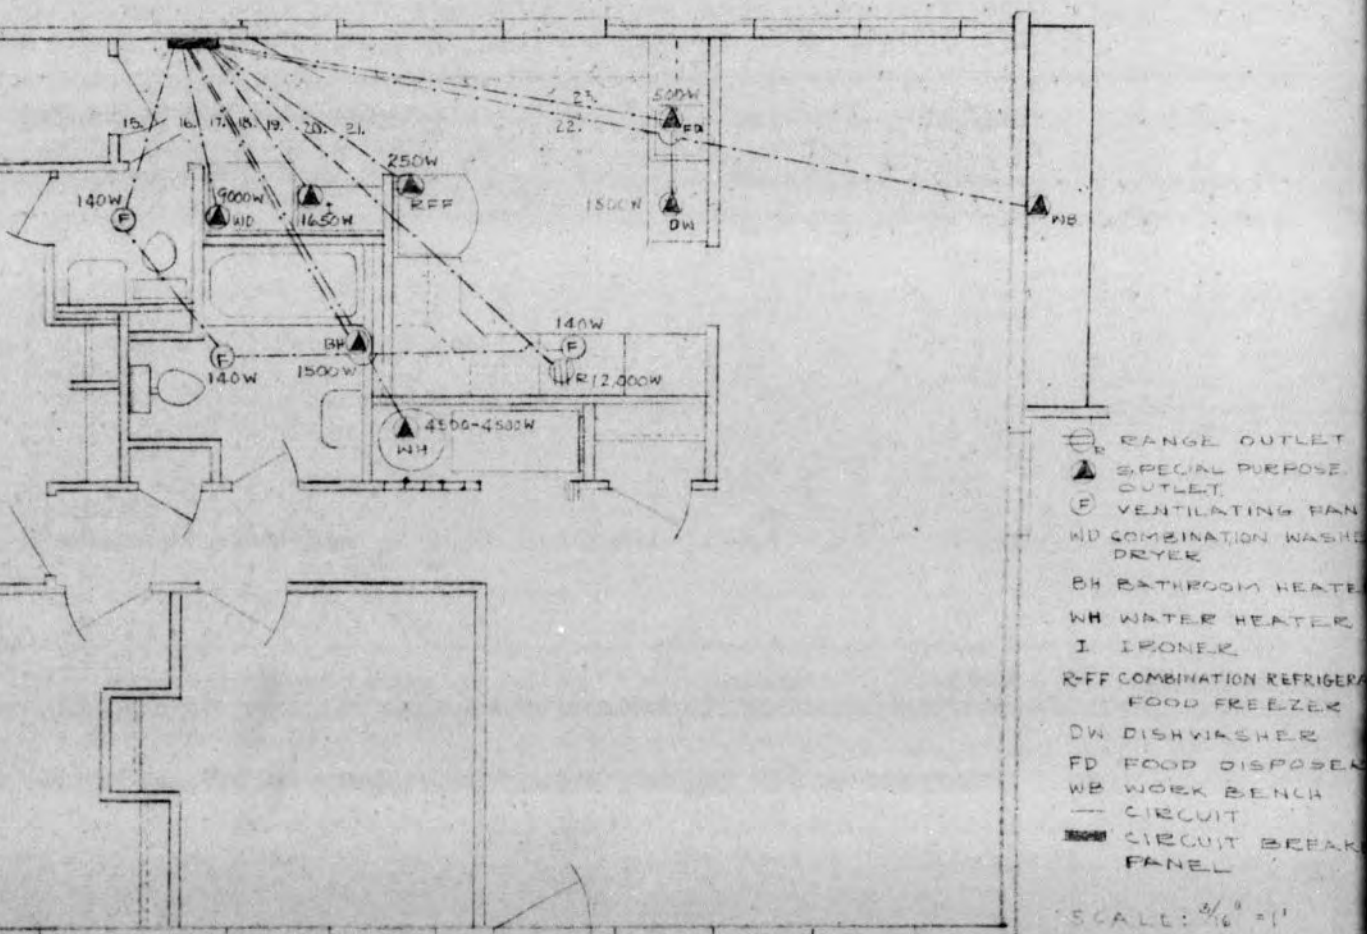 500W
23.
FD
22.
15. 16. 17. 18. 19. 20. 21.
250W
R-FF
140W
F
9000W
WD
1650W
1500W
DW
WB
BH
140W
F
F
140W
1500W
R 12,000W
4500-4500W
WH
R RANGE OUTLET
SPECIAL PURPOSE
OUTLET
F VENTILATING FAN
WD COMBINATION WASHE
DRYER
BH BATHROOM HEATE
WH WATER HEATER
I IRONER
R-FF COMBINATION REFRIGERA
FOOD FREEZER
DW DISHWASHER
FD FOOD DISPOSER
WB WORK BENCH
CIRCUIT
CIRCUIT BREAK
PANEL
SCALE: 3/16" = 1'